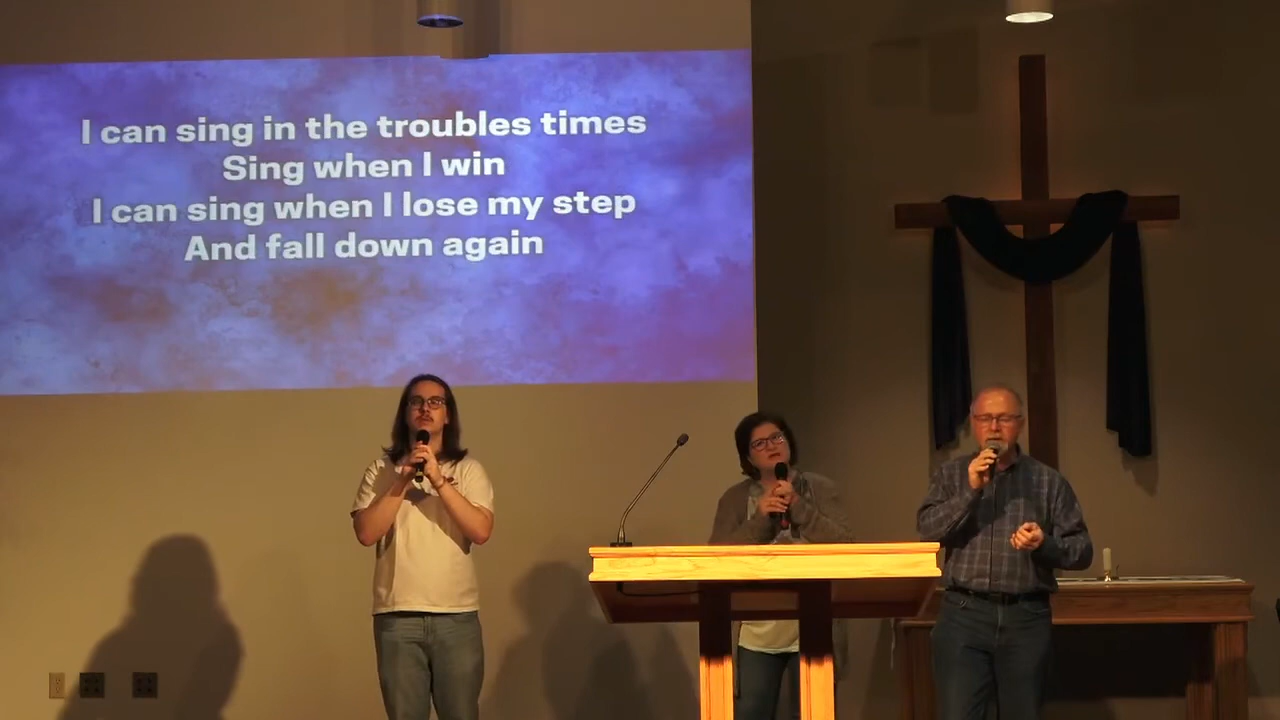 I can sing in the troubles times
Sing when I win
I can sing when I lose my step
And fall down again